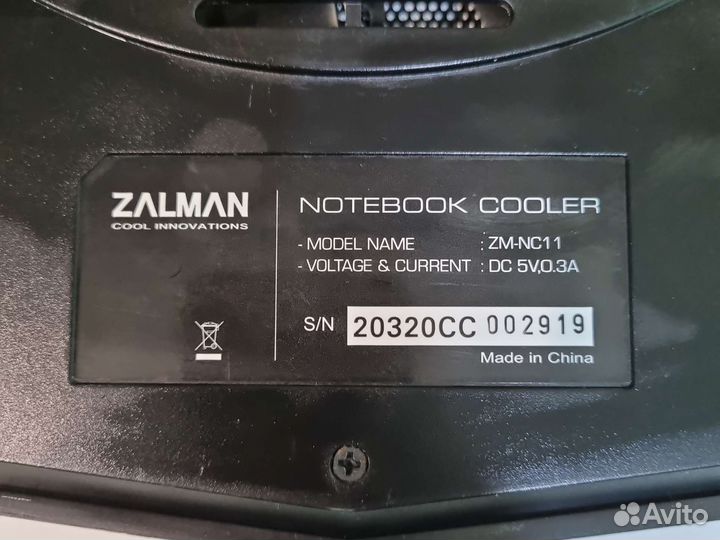 ZALMAN
COOL INNOVATIONS
NOTEBOOK COOLER
- MODEL NAME : ZM-NC11
- VOLTAGE & CURRENT : DC 5V,0.3A
S/N 20320CC 002919
Made in China
Avito